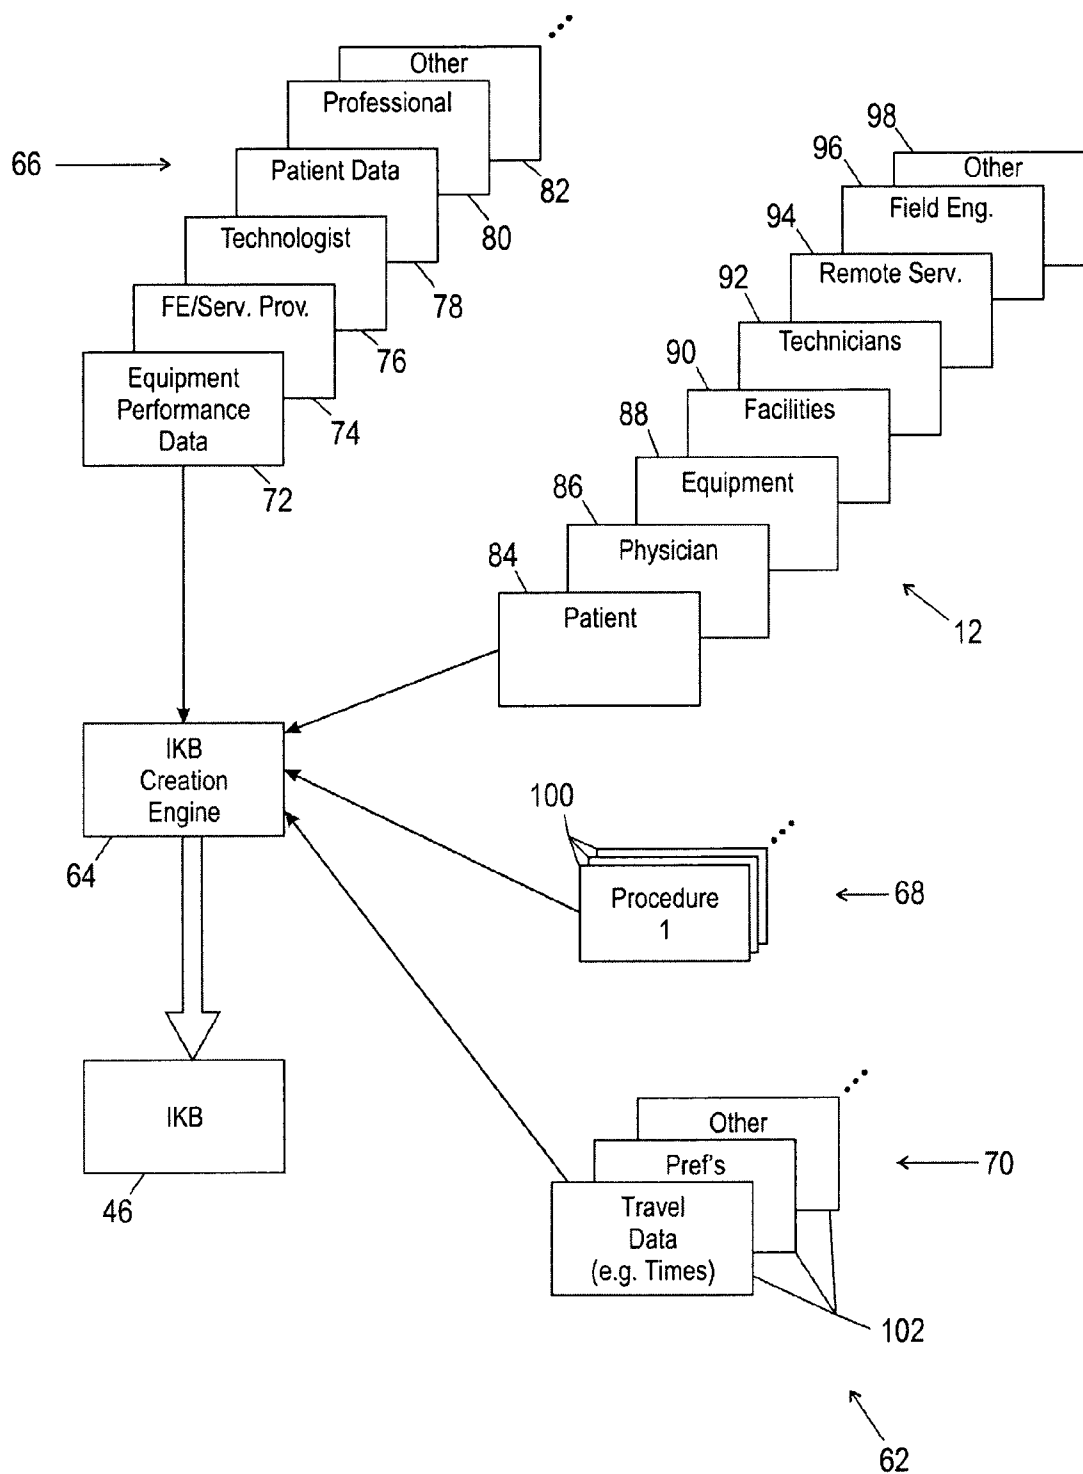 Other
Professional
66
Patient Data
82
Technologist
80
FE/Serv. Prov.
78
Equipment
Performance
Data
76
74
72
98
Other
96
Field Eng.
94
Remote Serv.
92
Technicians
90
Facilities
88
Equipment
86
Physician
84
Patient
12
IKB
Creation
Engine
64
100
Procedure
1
68
IKB
46
Other
Pref's
70
Travel
Data
(e.g. Times)
102
62